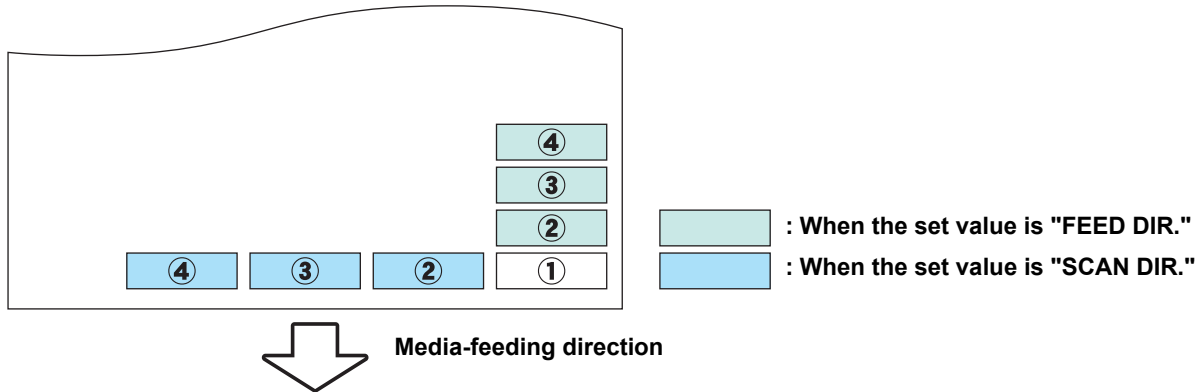 ④
③
②
④ ③ ② ①
: When the set value is "FEED DIR."
: When the set value is "SCAN DIR."
Media-feeding direction